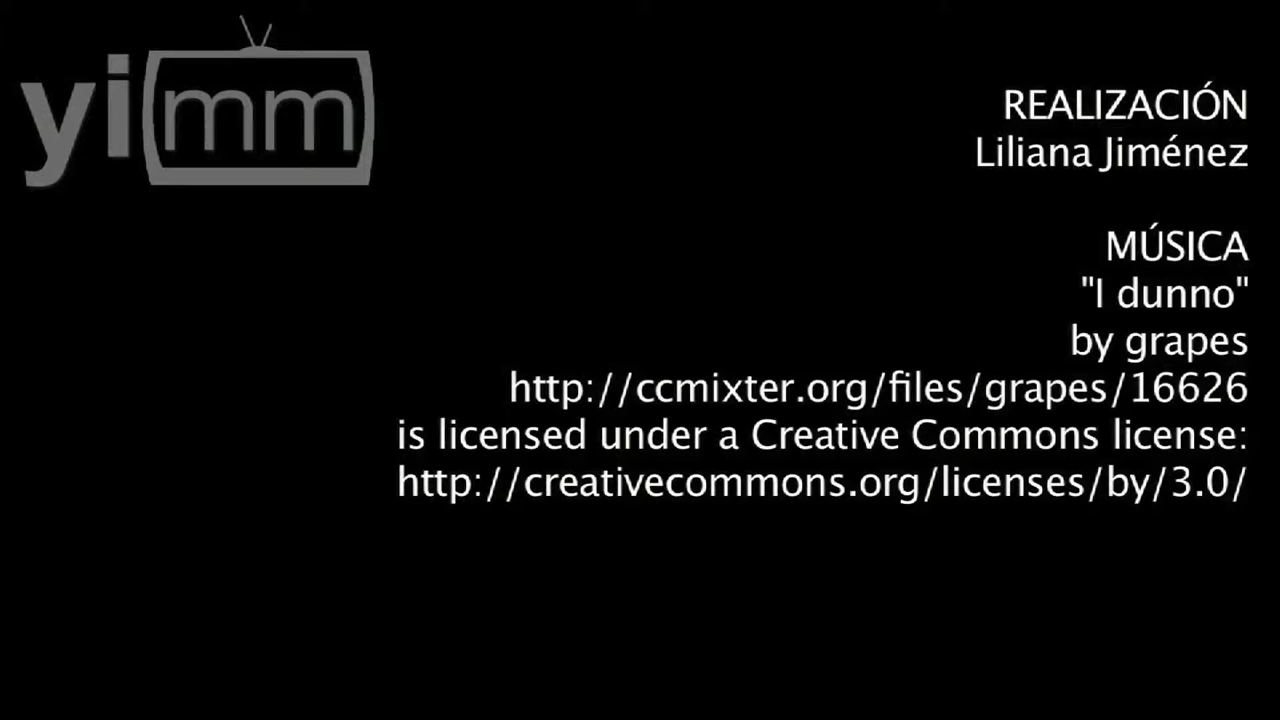 yimm
REALIZACIÓN
Liliana Jiménez
MÚSICA
"I dunno"
by grapes
http://ccmixter.org/files/grapes/16626
is licensed under a Creative Commons license:
http://creativecommons.org/licenses/by/3.0/